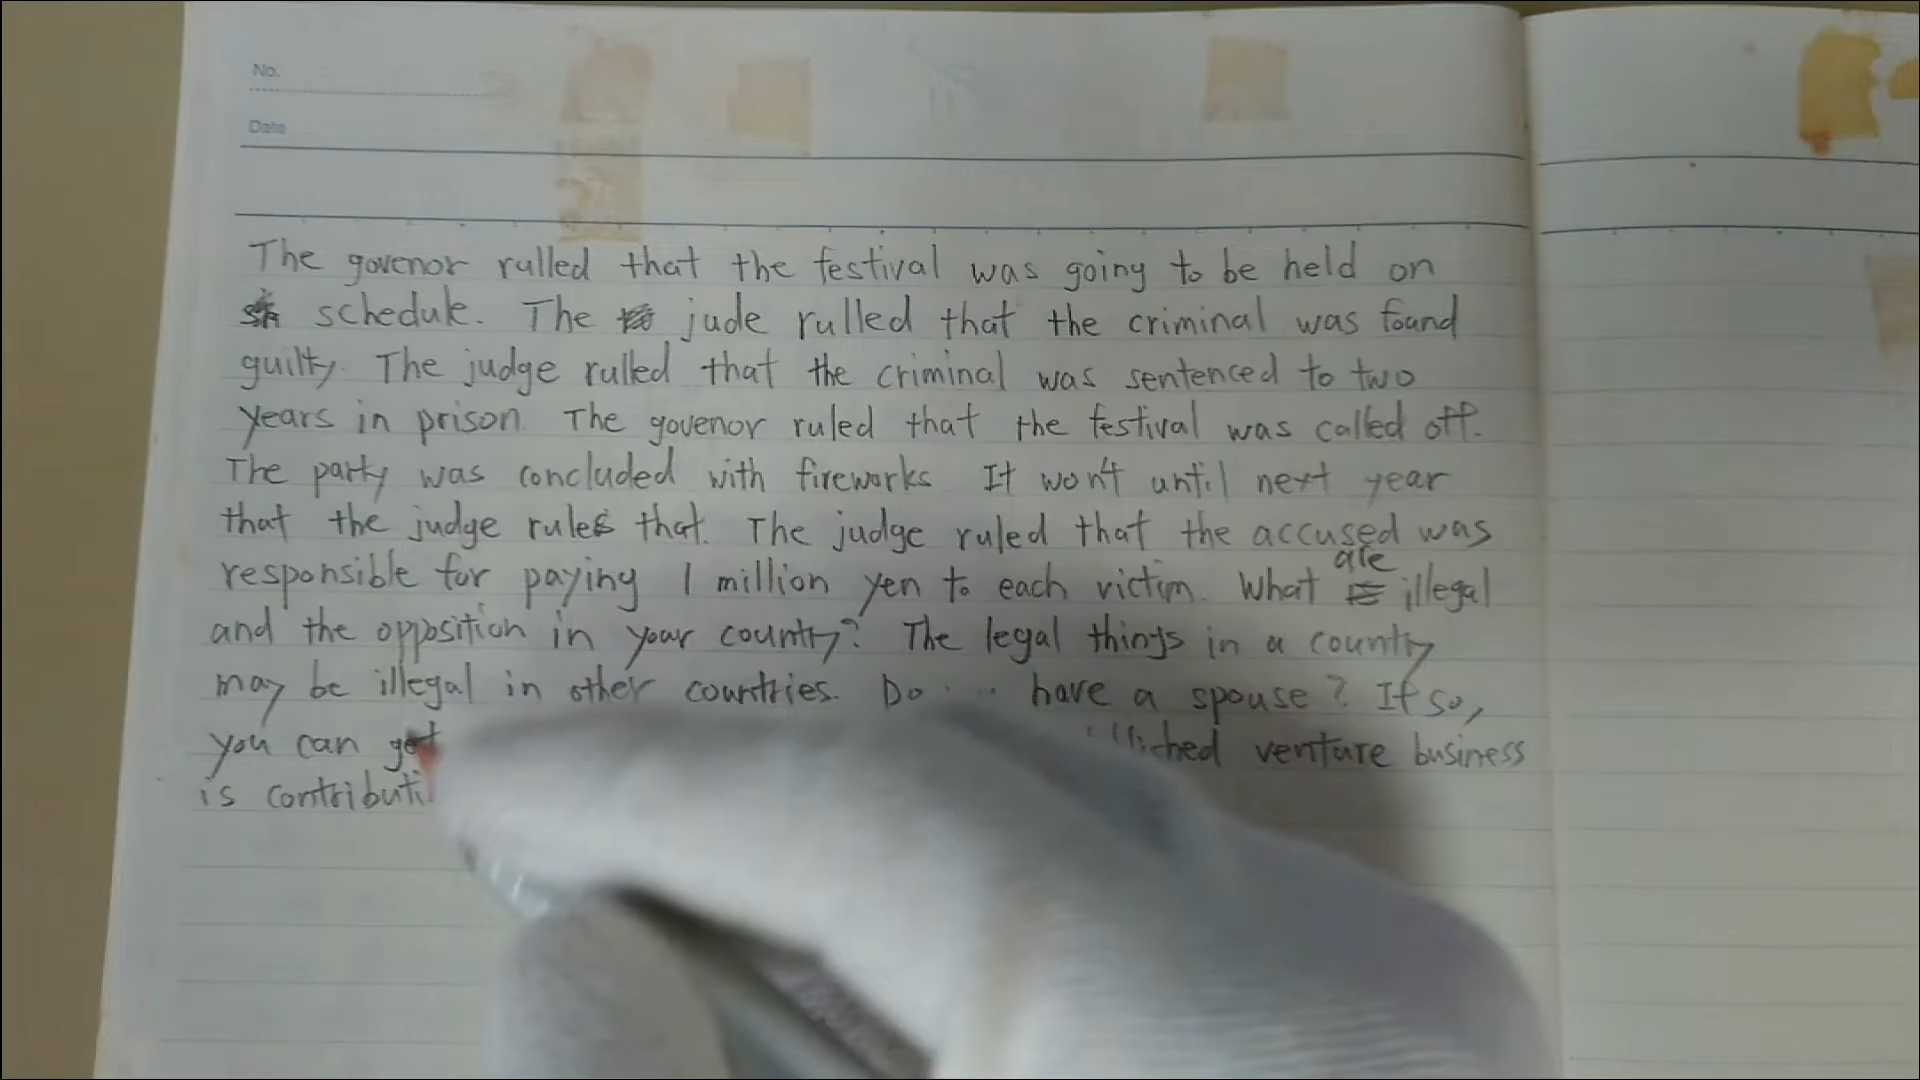 No.
Date
The govenor rulled that the festival was going to be held on
schedule. The jude rulled that the criminal was found
guilty. The judge rulled that the criminal was sentenced to two
years in prison. The govenor ruled that the festival was called off.
The party was concluded with fireworks. It won't until next year
that the judge rules that. The judge ruled that the accused was
are
responsible for paying 1 million yen to each victim. What illegal
and the opposition in your country? The legal things in a country
may be illegal in other countries. Do have a spouse? If so,
you can get venture business
is